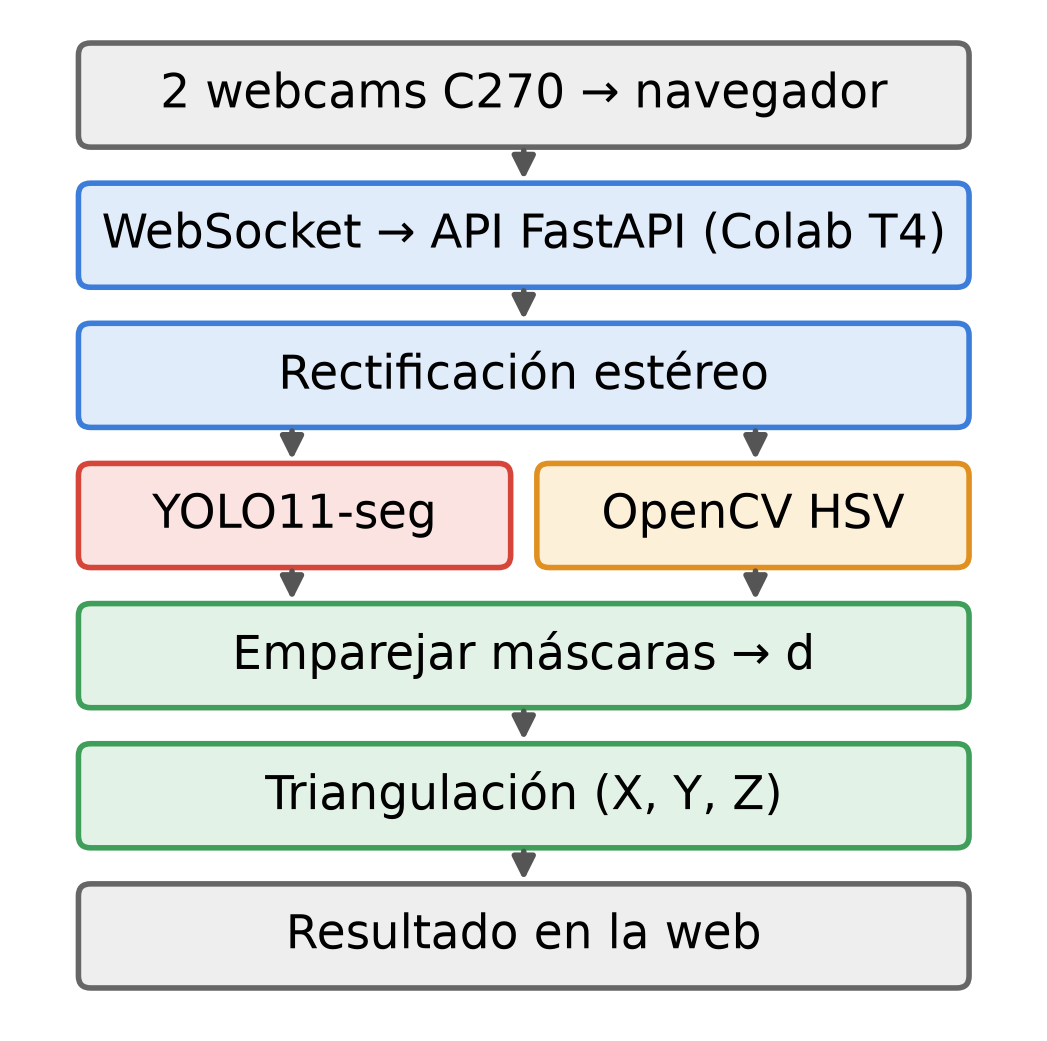 2 webcams C270 → navegador
WebSocket → API FastAPI (Colab T4)
Rectificación estéreo
YOLO11-seg
OpenCV HSV
Emparejar máscaras → d
Triangulación (X, Y, Z)
Resultado en la web